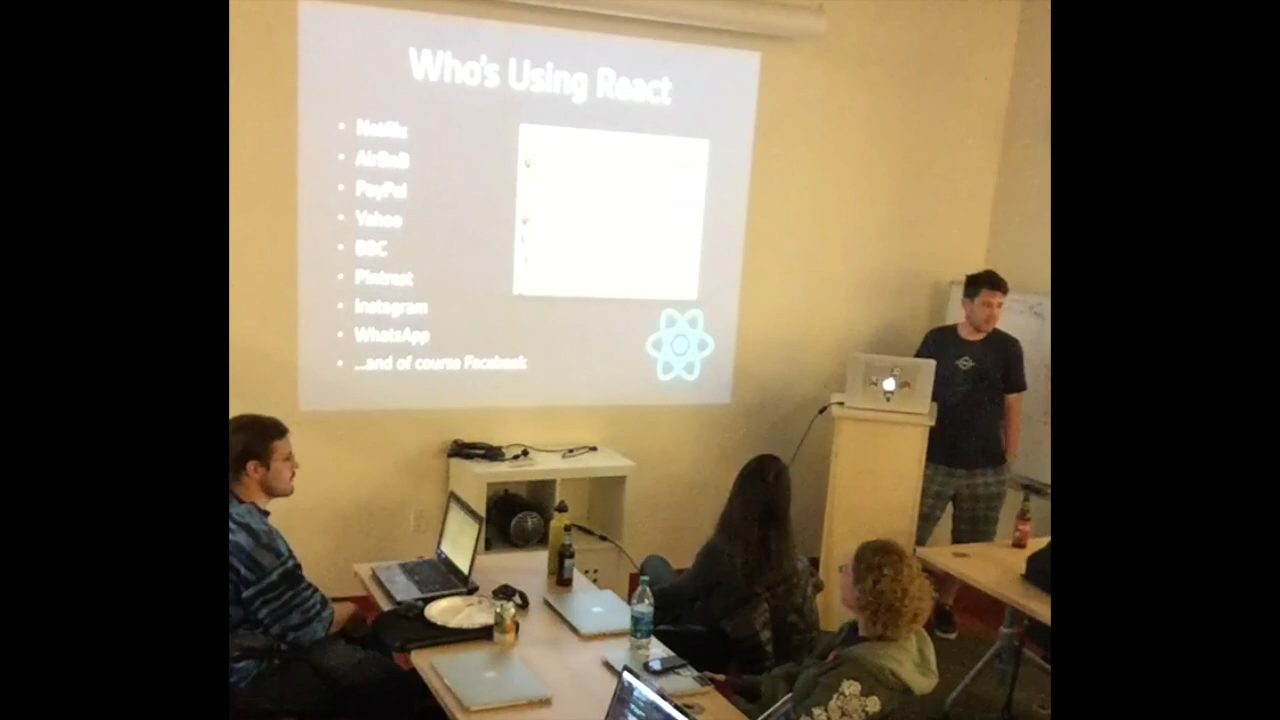 Who's Using React
• Netflix
• AirBnB
• PayPal
• Yahoo
• BBC
• Pintrest
• Instagram
• WhatsApp
• ...and of course Facebook